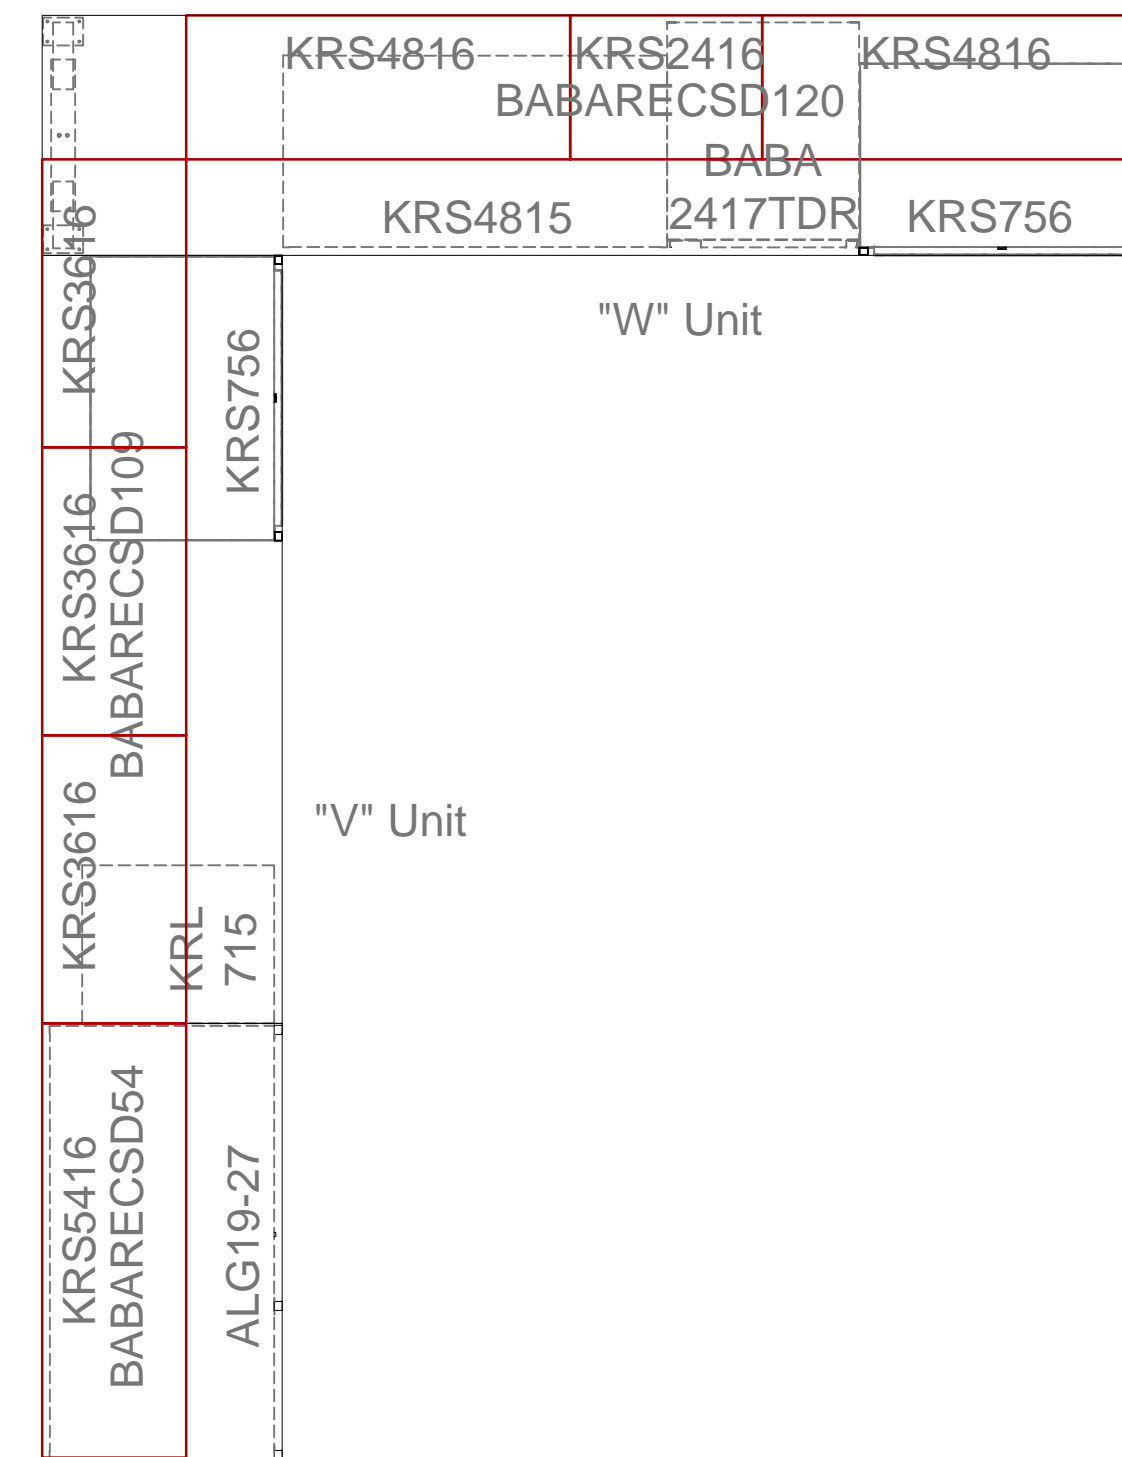 KRS4816
KRS2416
KRS4816
BABARECSD120
BABA
2417TDR
KRS4815
KRS756
"W" Unit
KRS3616
KRS756
KRS3616
BABARECSD109
"V" Unit
KRS3616
KRL
715
KRS5416
BABARECSD54
ALG19-27